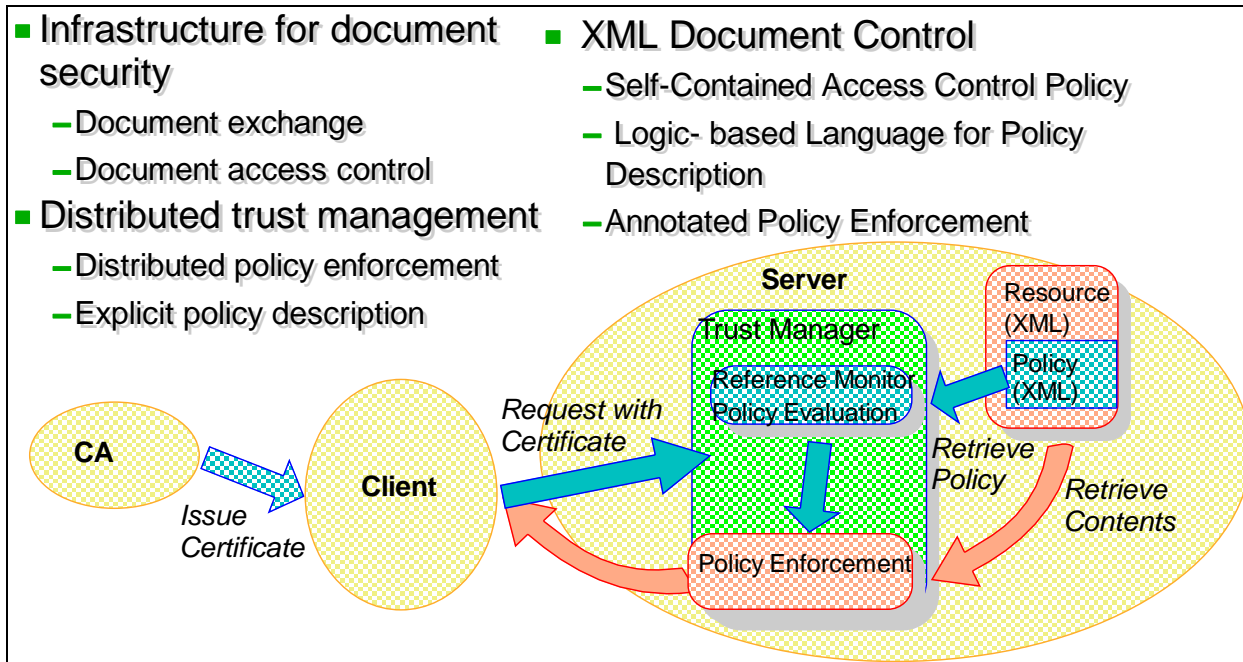 Infrastructure for document
security
–Document exchange
–Document access control
Distributed trust management
–Distributed policy enforcement
–Explicit policy description
XML Document Control
–Self-Contained Access Control Policy
– Logic- based Language for Policy
Description
–Annotated Policy Enforcement
Server
Resource
(XML)
Policy
(XML)
Trust Manager
Reference Monitor
Policy Evaluation
Request with
Certificate
CA
Client
Issue
Certificate
Retrieve
Policy
Retrieve
Contents
Policy Enforcement